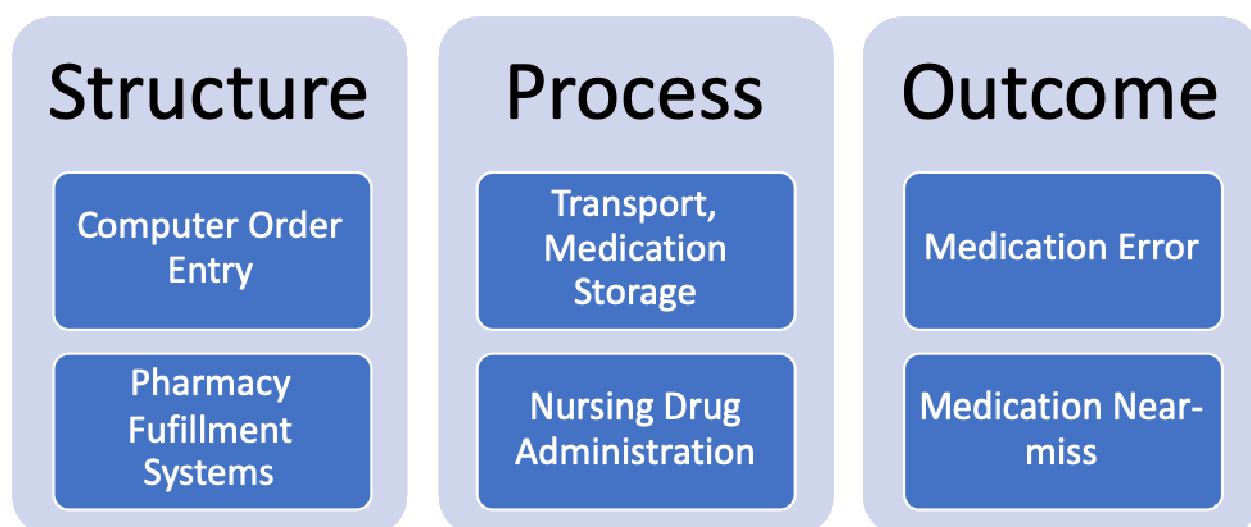 Structure
Computer Order
Entry
Pharmacy
Fufillment
Systems
Process
Transport,
Medication
Storage
Nursing Drug
Administration
Outcome
Medication Error
Medication Near-
miss